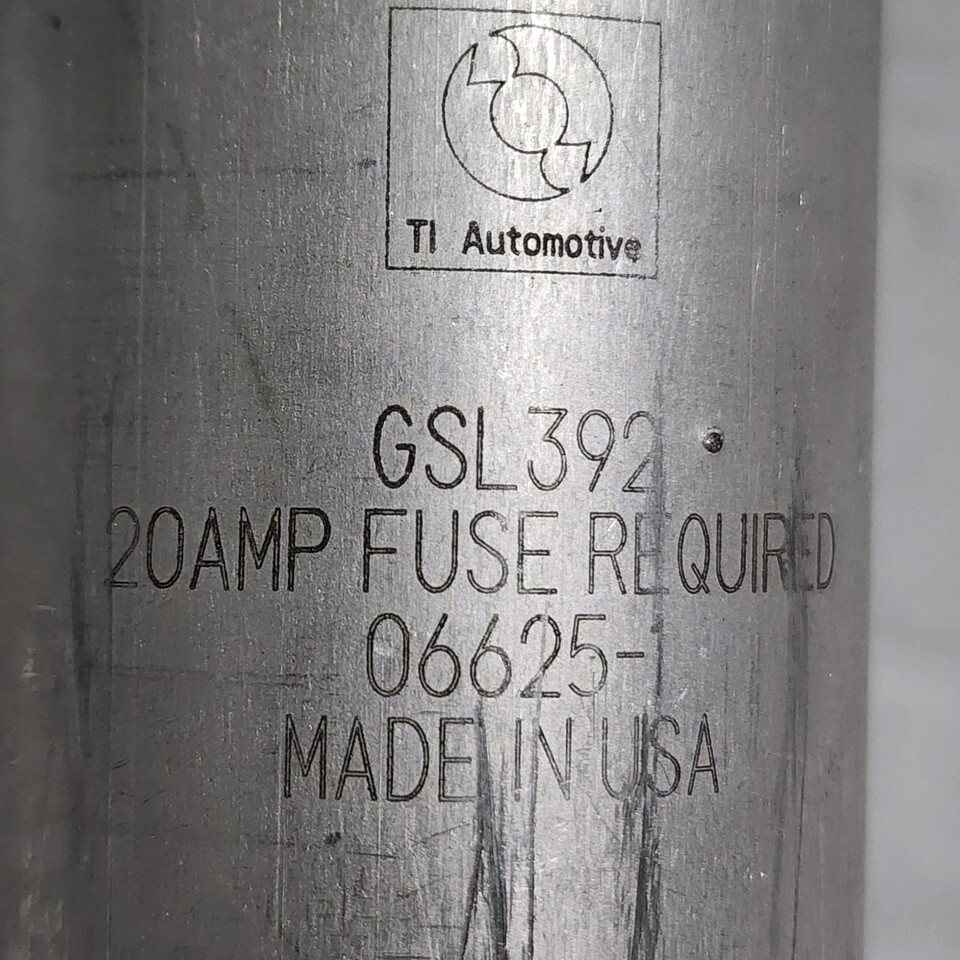 TI Automotive
GSL392
20AMP FUSE REQUIRED
06625-
MADE IN USA